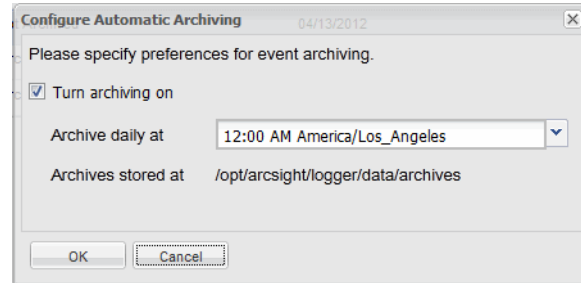 Configure Automatic Archiving
04/13/2012
Please specify preferences for event archiving.
Turn archiving on
Archive daily at
12:00 AM America/Los_Angeles
Archives stored at
/opt/arcsight/logger/data/archives
OK
Cancel